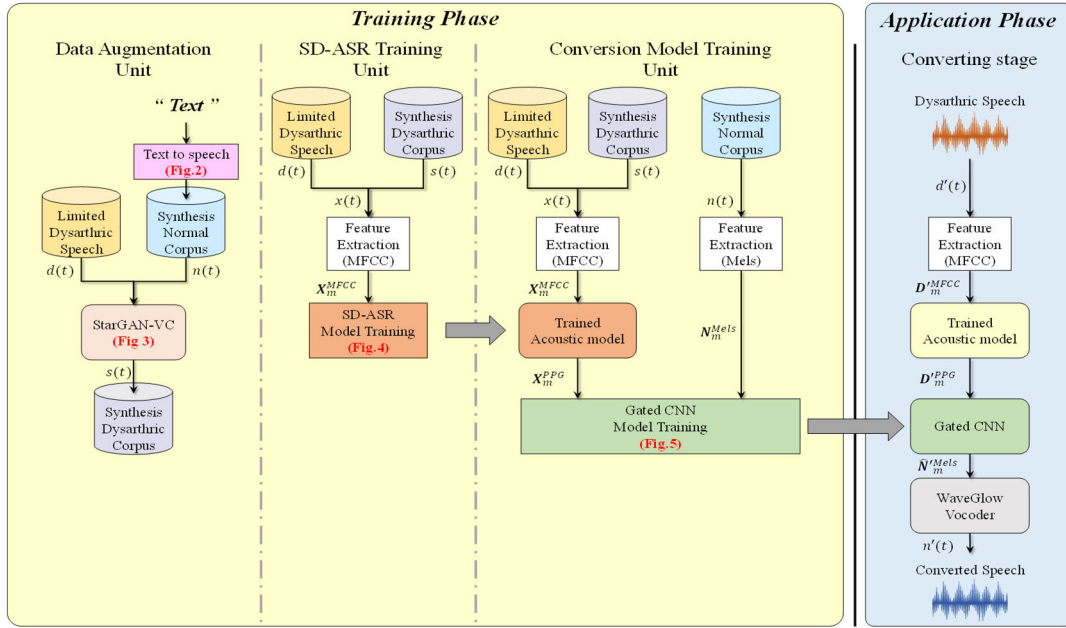 Training Phase
Data Augmentation
Unit
“ Text ”
Text to speech
(Fig.2)
Limited
Dysarthric
Speech
Synthesis
Normal
Corpus
d(t)
n(t)
StarGAN-VC
(Fig 3)
s(t)
Synthesis
Dysarthric
Corpus
SD-ASR Training
Unit
Limited
Dysarthric
Speech
Synthesis
Dysarthric
Corpus
d(t)
s(t)
x(t)
Feature
Extraction
(MFCC)
X_m^{MFCC}
SD-ASR
Model Training
(Fig.4)
Conversion Model Training
Unit
Limited
Dysarthric
Speech
Synthesis
Dysarthric
Corpus
Synthesis
Normal
Corpus
d(t)
s(t)
x(t)
n(t)
Feature
Extraction
(MFCC)
Feature
Extraction
(Mels)
X_m^{MFCC}
Trained
Acoustic model
N_m^{Mels}
X_m^{PPG}
Gated CNN
Model Training
(Fig.5)
Application Phase
Converting stage
Dysarthric Speech
d′(t)
Feature
Extraction
(MFCC)
D′_m^{MFCC}
Trained
Acoustic model
D′_m^{PPG}
Gated CNN
N̂′_m^{Mels}
WaveGlow
Vocoder
n′(t)
Converted Speech